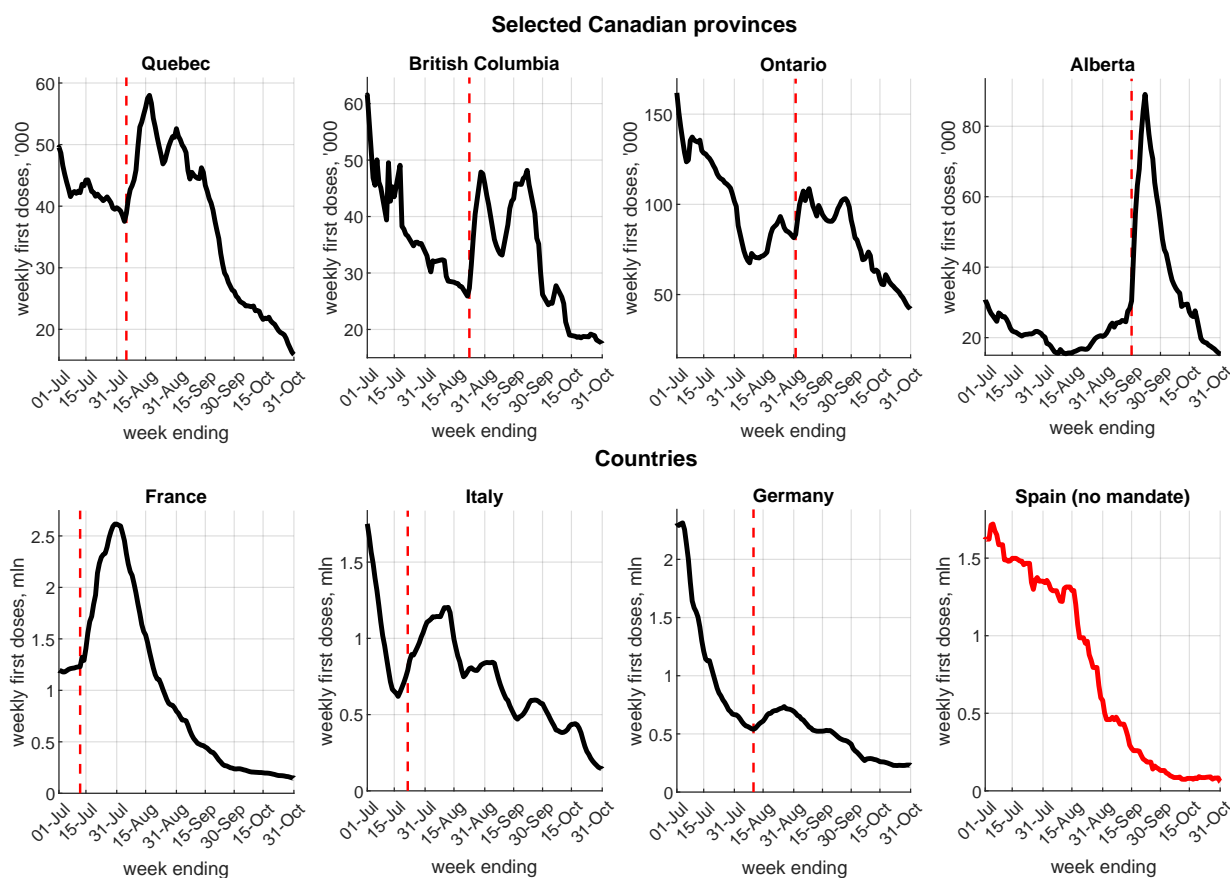 Selected Canadian provinces
Quebec
weekly first doses, '000
60
50
40
30
20
01-Jul
15-Jul
31-Jul
15-Aug
31-Aug
15-Sep
30-Sep
15-Oct
31-Oct
week ending
British Columbia
weekly first doses, '000
60
50
40
30
20
01-Jul
15-Jul
31-Jul
15-Aug
31-Aug
15-Sep
30-Sep
15-Oct
31-Oct
week ending
Ontario
weekly first doses, '000
150
100
50
01-Jul
15-Jul
31-Jul
15-Aug
31-Aug
15-Sep
30-Sep
15-Oct
31-Oct
week ending
Alberta
weekly first doses, '000
80
60
40
20
01-Jul
15-Jul
31-Jul
15-Aug
31-Aug
15-Sep
30-Sep
15-Oct
31-Oct
week ending
Countries
France
weekly first doses, mln
2.5
2
1.5
1
0.5
0
01-Jul
15-Jul
31-Jul
15-Aug
31-Aug
15-Sep
30-Sep
15-Oct
31-Oct
week ending
Italy
weekly first doses, mln
1.5
1
0.5
0
01-Jul
15-Jul
31-Jul
15-Aug
31-Aug
15-Sep
30-Sep
15-Oct
31-Oct
week ending
Germany
weekly first doses, mln
2
1.5
1
0.5
0
01-Jul
15-Jul
31-Jul
15-Aug
31-Aug
15-Sep
30-Sep
15-Oct
31-Oct
week ending
Spain (no mandate)
weekly first doses, mln
1.5
1
0.5
0
01-Jul
15-Jul
31-Jul
15-Aug
31-Aug
15-Sep
30-Sep
15-Oct
31-Oct
week ending